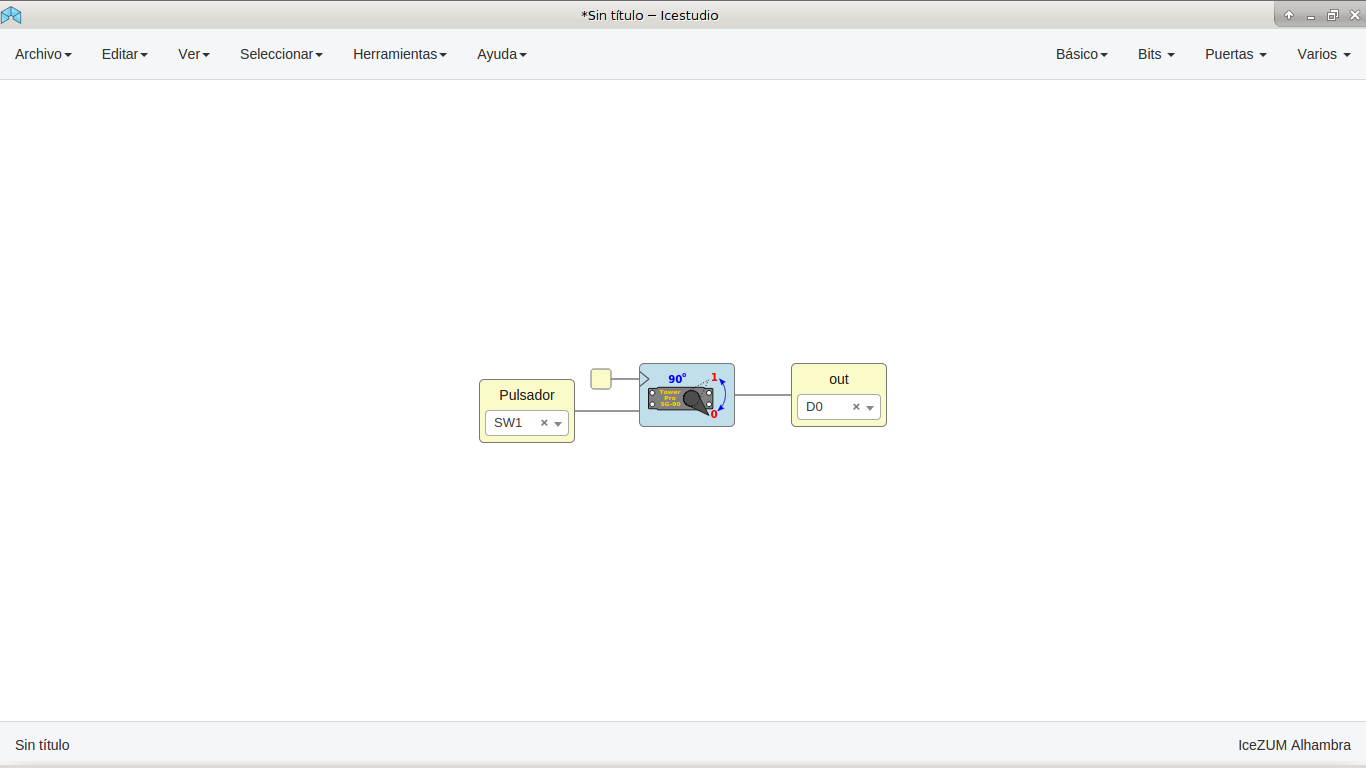 *Sin título – Icestudio
Archivo Editar Ver Seleccionar Herramientas Ayuda Básico Bits Puertas Varios
Pulsador
SW1 ×
90°
1
Tower
Pro
SG-90
0
out
D0 ×
Sin título IceZUM Alhambra